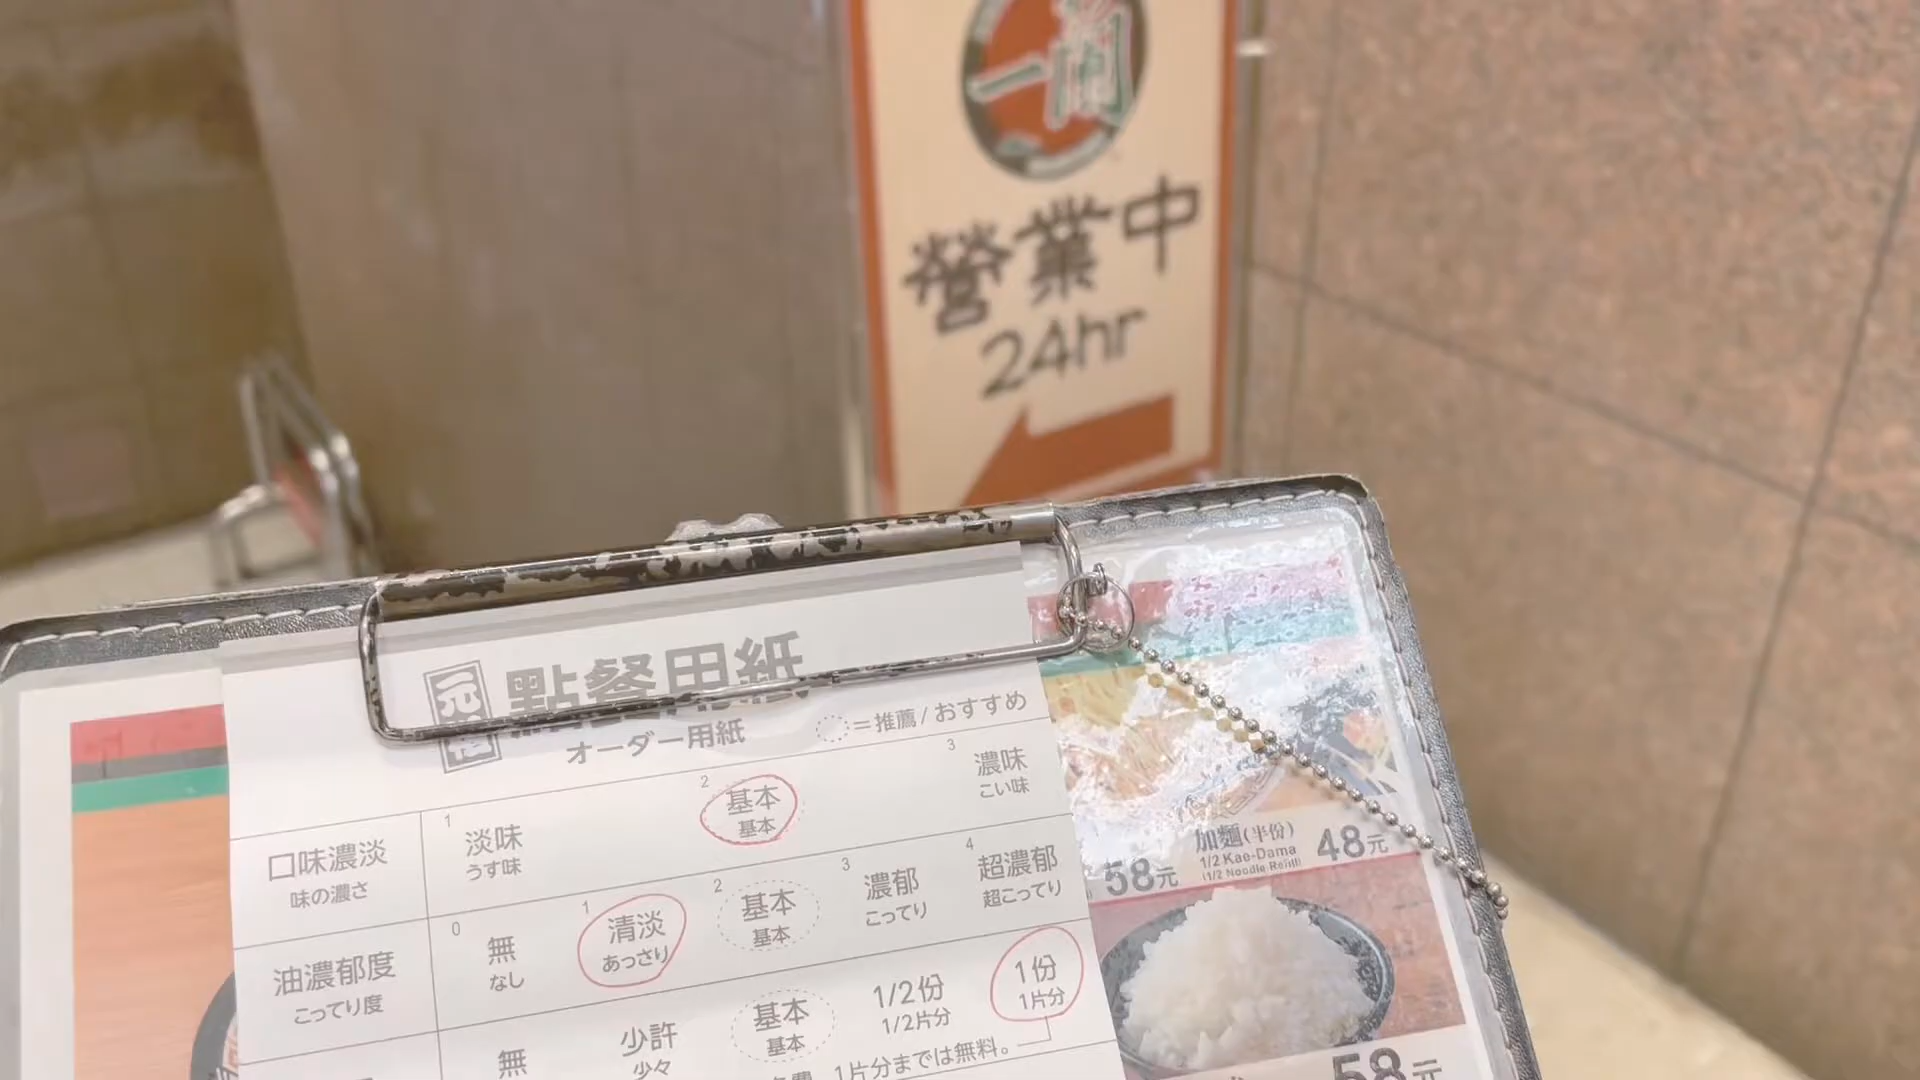 一蘭
營業中
24hr
元祖
點餐用紙
オーダー用紙
=推薦/おすすめ
口味濃淡
味の濃さ
1
淡味
うす味
2
基本
基本
3
濃味
こい味
油濃郁度
こってり度
0
無
なし
1
清淡
あっさり
2
基本
基本
3
濃郁
こってり
4
超濃郁
超こってり
無
少許
少々
基本
基本
1/2份
1/2片分
1份
1片分
1片分までは無料。
58元
加麵(半份)
1/2 Kae-Dama
(1/2 Noodle Refill)
48元
58元